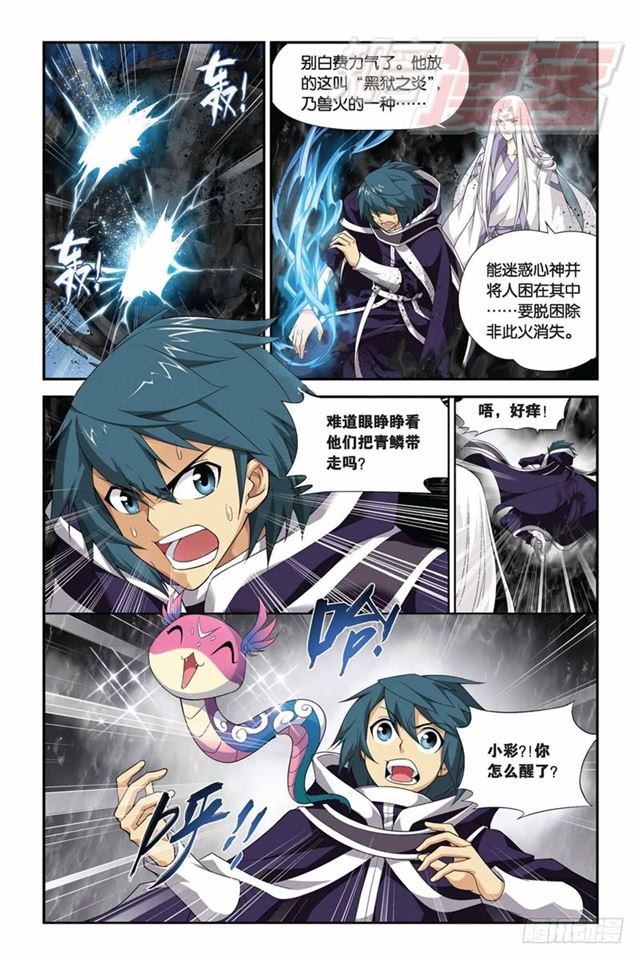 轰!
轰!
别白费力气了。他放
的这叫“黑狱之炎”，
乃兽火的一种……
能迷惑心神并
将人困在其中
……要脱困除
非此火消失。
难道眼睁睁看
他们把青鳞带
走吗？
唔，好痒！
哈!
小彩?!你
怎么醒了？
呼!!
腾讯动漫